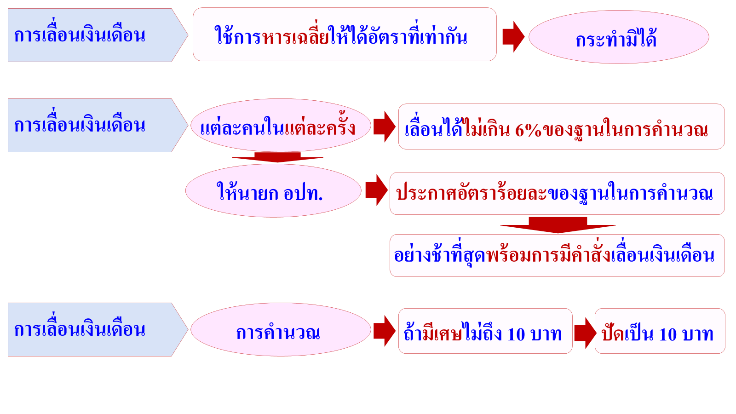 การเลื่อนเงินเดือน
ใช้การหารเฉลี่ยให้ได้อัตราที่เท่ากัน
กระทำมิได้
การเลื่อนเงินเดือน
แต่ละคนในแต่ละครั้ง
เลื่อนได้ไม่เกิน 6%ของฐานในการคำนวณ
ให้นายก อปท.
ประกาศอัตราร้อยละของฐานในการคำนวณ
อย่างช้าที่สุดพร้อมการมีคำสั่งเลื่อนเงินเดือน
การเลื่อนเงินเดือน
การคำนวณ
ถ้ามีเศษไม่ถึง 10 บาท
ปัดเป็น 10 บาท